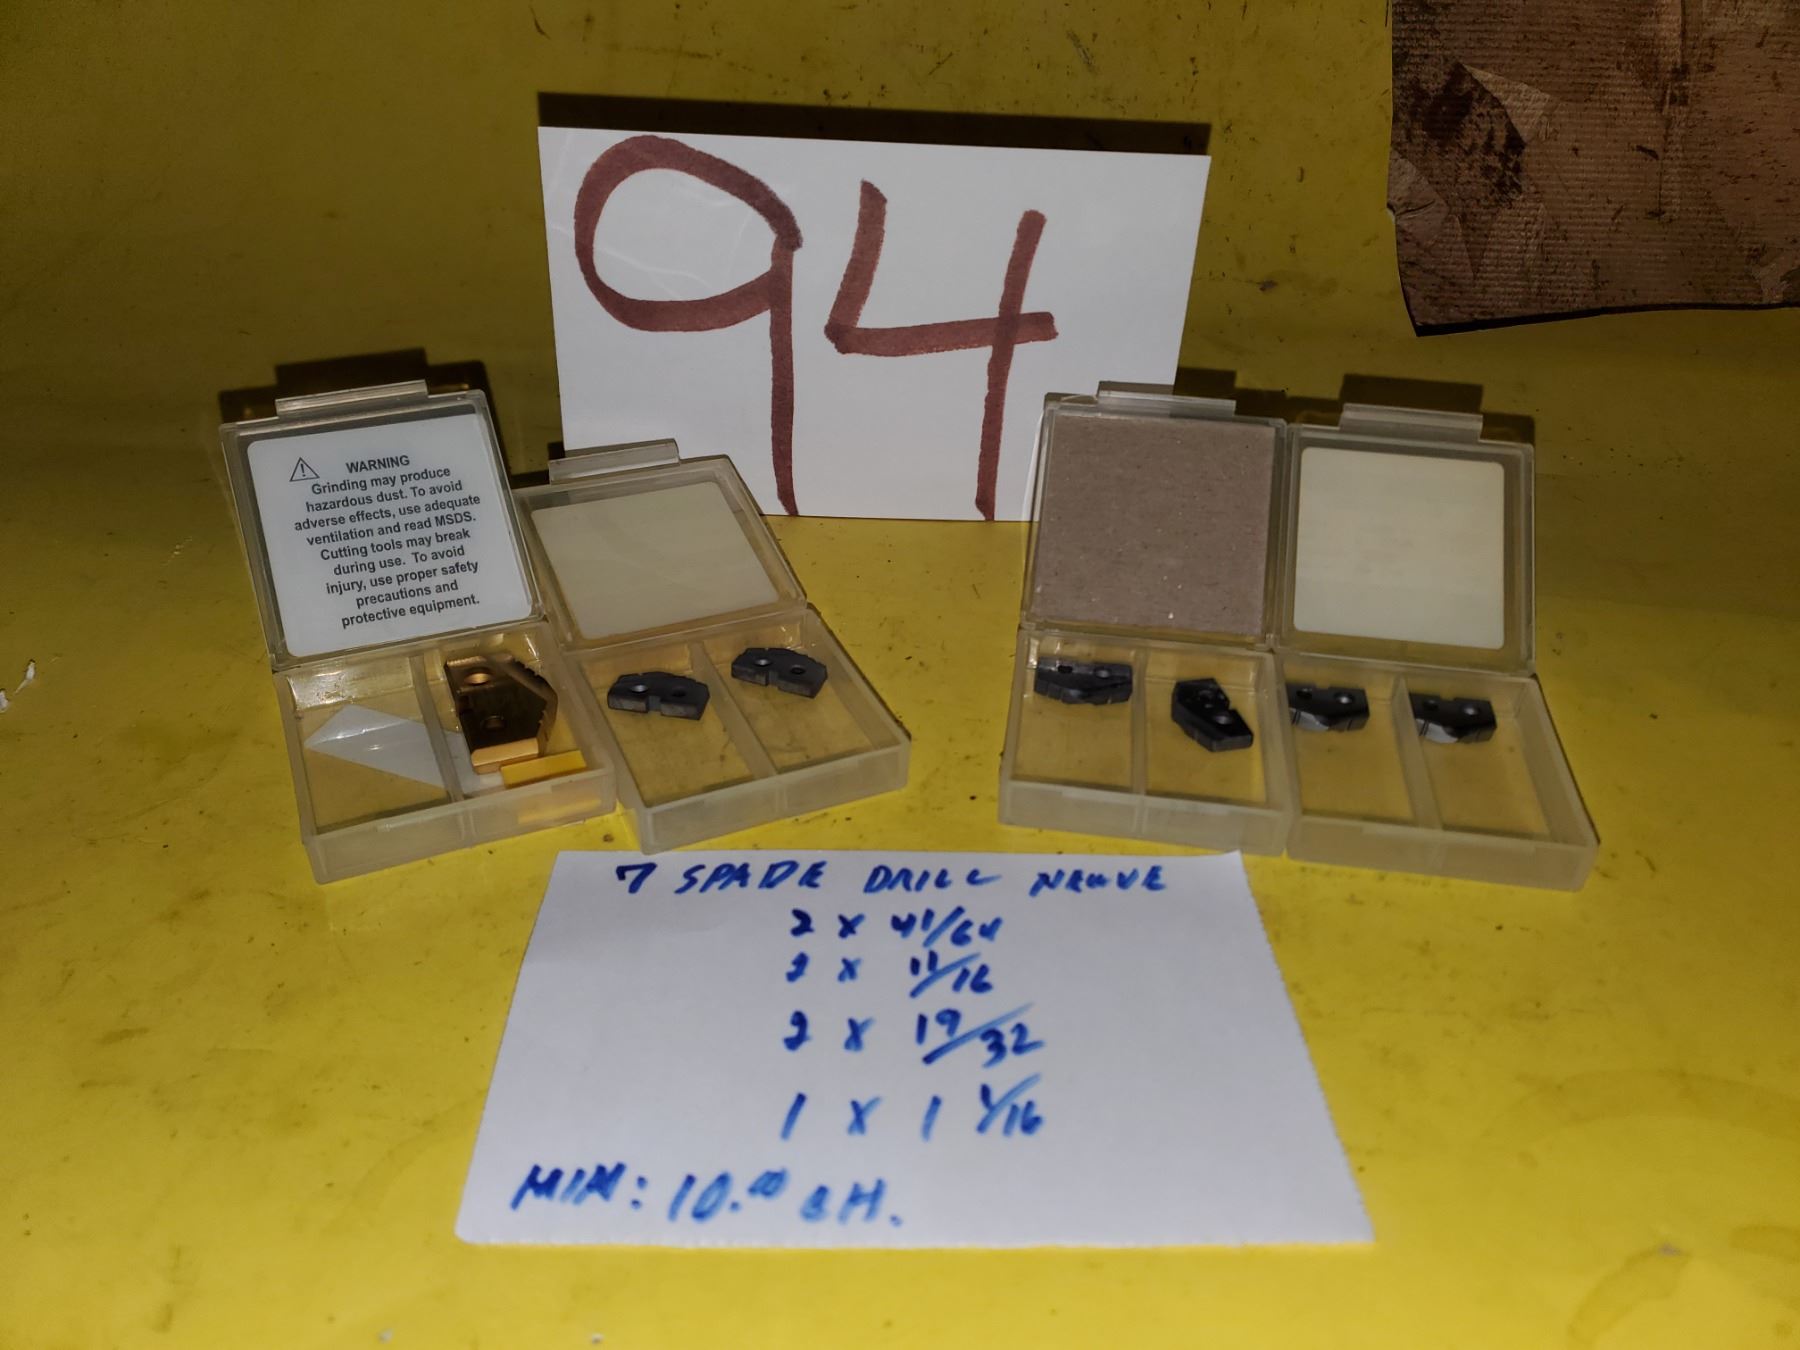 94
WARNING
Grinding may produce
hazardous dust. To avoid
adverse effects, use adequate
ventilation and read MSDS.
Cutting tools may break
during use. To avoid
injury, use proper safety
precautions and
protective equipment.
7 SPADE DRILL NEUVE
2 x 41/64
2 x 11/16
2 x 19/32
1 x 1 1/16
MIN: 10.00 CH.